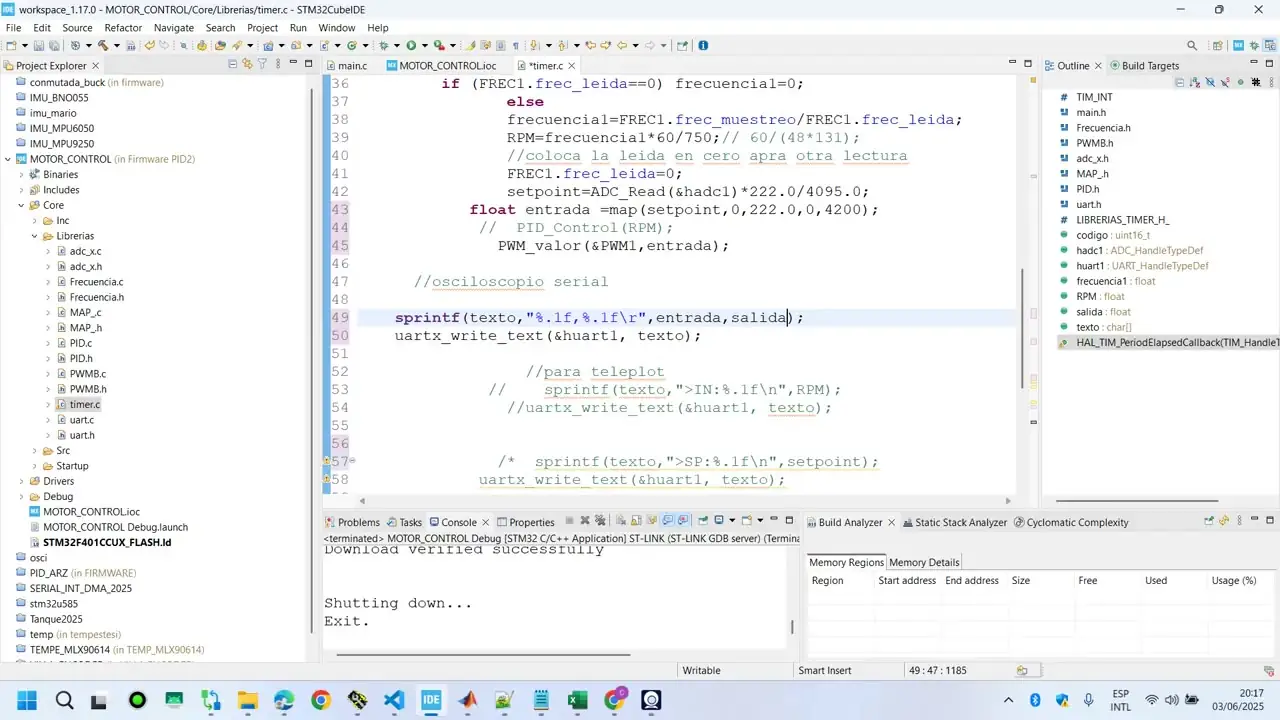 workspace_1.17.0 - MOTOR_CONTROL/Core/Librerias/timer.c - STM32CubeIDE
File Edit Source Refactor Navigate Search Project Run Window Help
Project Explorer
main.c
MOTOR_CONTROL.ioc
*timer.c
Outline
Build Targets
conmutada_buck (in firmware)
IMU_BNO055
imu_mario
IMU_MPU6050
IMU_MPU9250
MOTOR_CONTROL (in Firmware PID2)
Binaries
Includes
Core
Inc
Librerias
adc_x.c
adc_x.h
Frecuencia.c
Frecuencia.h
MAP_.c
MAP_.h
PID.c
PID.h
PWMB.c
PWMB.h
timer.c
uart.c
uart.h
Src
Startup
Drivers
Debug
MOTOR_CONTROL.ioc
MOTOR_CONTROL Debug.launch
STM32F401CCUX_FLASH.ld
osci
PID_ARZ (in FIRMWARE)
SERIAL_INT_DMA_2025
stm32u585
Tanque2025
temp (in tempestesi)
TEMPE_MLX90614 (in TEMP_MLX90614)
36 if (FREC1.frec_leida==0) frecuencia1=0;
37 else
38 frecuencia1=FREC1.frec_muestreo/FREC1.frec_leida;
39 RPM=frecuencia1*60/750;// 60/(48*131);
40 //coloca la leida en cero apra otra lectura
41 FREC1.frec_leida=0;
42 setpoint=ADC_Read(&hadc1)*222.0/4095.0;
43 float entrada =map(setpoint,0,222.0,0,4200);
44 // PID_Control(RPM);
45 PWM_valor(&PWM1,entrada);
46
47 //osciloscopio serial
48
49 sprintf(texto,"%.1f,%.1f\r",entrada,salida);
50 uartx_write_text(&huart1, texto);
51
52 //para teleplot
53 // sprintf(texto,">IN:%.1f\n",RPM);
54 //uartx_write_text(&huart1, texto);
55
56
57 /* sprintf(texto,">SP:%.1f\n",setpoint);
58 uartx_write_text(&huart1, texto);
TIM_INT
main.h
Frecuencia.h
PWMB.h
adc_x.h
MAP_.h
PID.h
uart.h
LIBRERIAS_TIMER_H_
codigo : uint16_t
hadc1 : ADC_HandleTypeDef
huart1 : UART_HandleTypeDef
frecuencia1 : float
RPM : float
salida : float
texto : char[]
HAL_TIM_PeriodElapsedCallback(TIM_HandleT
Problems Tasks Console Properties
<terminated> MOTOR_CONTROL Debug [STM32 C/C++ Application] ST-LINK (ST-LINK GDB server) (Termina
Download verified successfully
Shutting down...
Exit.
Build Analyzer Static Stack Analyzer Cyclomatic Complexity
Memory Regions Memory Details
Region Start address End address Size Free Used Usage (%)
Writable Smart Insert 49 : 47 : 1185
ESP
INTL
20:17
03/06/2025